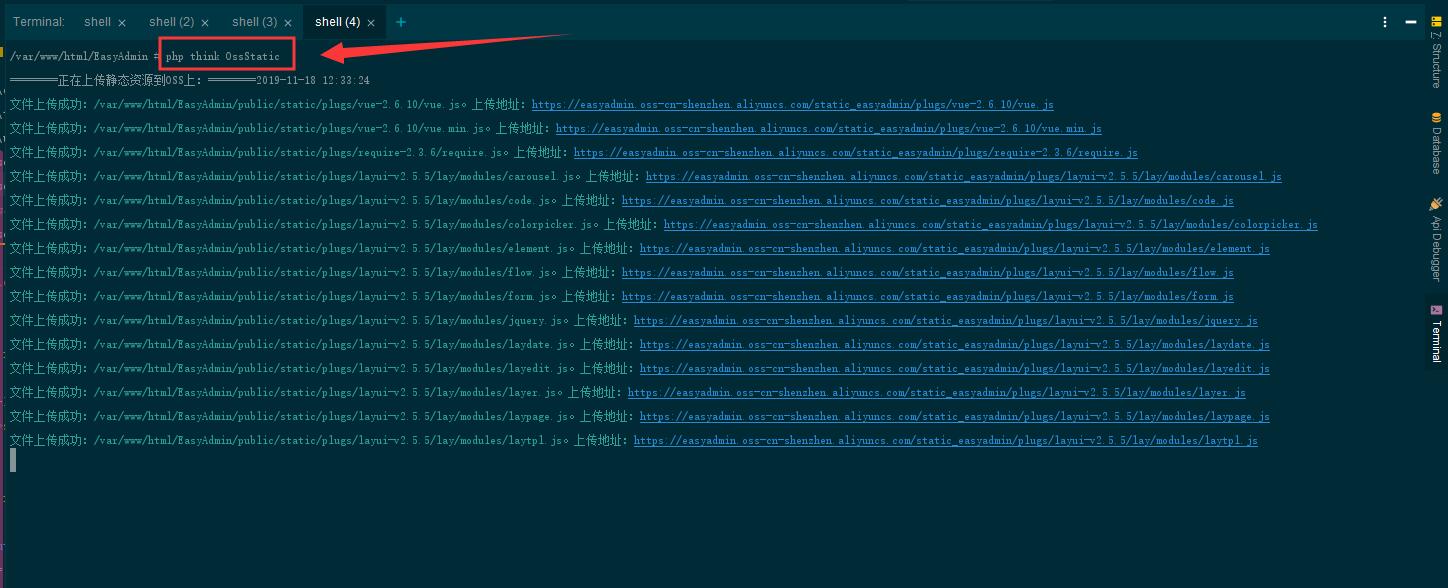 Terminal: shell × shell (2) × shell (3) × shell (4) × +
/var/www/html/EasyAdmin # php think OssStatic
========正在上传静态资源到OSS上：========2019-11-18 12:33:24
文件上传成功：/var/www/html/EasyAdmin/public/static/plugs/vue-2.6.10/vue.js。上传地址：https://easyadmin.oss-cn-shenzhen.aliyuncs.com/static_easyadmin/plugs/vue-2.6.10/vue.js
文件上传成功：/var/www/html/EasyAdmin/public/static/plugs/vue-2.6.10/vue.min.js。上传地址：https://easyadmin.oss-cn-shenzhen.aliyuncs.com/static_easyadmin/plugs/vue-2.6.10/vue.min.js
文件上传成功：/var/www/html/EasyAdmin/public/static/plugs/require-2.3.6/require.js。上传地址：https://easyadmin.oss-cn-shenzhen.aliyuncs.com/static_easyadmin/plugs/require-2.3.6/require.js
文件上传成功：/var/www/html/EasyAdmin/public/static/plugs/layui-v2.5.5/lay/modules/carousel.js。上传地址：https://easyadmin.oss-cn-shenzhen.aliyuncs.com/static_easyadmin/plugs/layui-v2.5.5/lay/modules/carousel.js
文件上传成功：/var/www/html/EasyAdmin/public/static/plugs/layui-v2.5.5/lay/modules/code.js。上传地址：https://easyadmin.oss-cn-shenzhen.aliyuncs.com/static_easyadmin/plugs/layui-v2.5.5/lay/modules/code.js
文件上传成功：/var/www/html/EasyAdmin/public/static/plugs/layui-v2.5.5/lay/modules/colorpicker.js。上传地址：https://easyadmin.oss-cn-shenzhen.aliyuncs.com/static_easyadmin/plugs/layui-v2.5.5/lay/modules/colorpicker.js
文件上传成功：/var/www/html/EasyAdmin/public/static/plugs/layui-v2.5.5/lay/modules/element.js。上传地址：https://easyadmin.oss-cn-shenzhen.aliyuncs.com/static_easyadmin/plugs/layui-v2.5.5/lay/modules/element.js
文件上传成功：/var/www/html/EasyAdmin/public/static/plugs/layui-v2.5.5/lay/modules/flow.js。上传地址：https://easyadmin.oss-cn-shenzhen.aliyuncs.com/static_easyadmin/plugs/layui-v2.5.5/lay/modules/flow.js
文件上传成功：/var/www/html/EasyAdmin/public/static/plugs/layui-v2.5.5/lay/modules/form.js。上传地址：https://easyadmin.oss-cn-shenzhen.aliyuncs.com/static_easyadmin/plugs/layui-v2.5.5/lay/modules/form.js
文件上传成功：/var/www/html/EasyAdmin/public/static/plugs/layui-v2.5.5/lay/modules/jquery.js。上传地址：https://easyadmin.oss-cn-shenzhen.aliyuncs.com/static_easyadmin/plugs/layui-v2.5.5/lay/modules/jquery.js
文件上传成功：/var/www/html/EasyAdmin/public/static/plugs/layui-v2.5.5/lay/modules/laydate.js。上传地址：https://easyadmin.oss-cn-shenzhen.aliyuncs.com/static_easyadmin/plugs/layui-v2.5.5/lay/modules/laydate.js
文件上传成功：/var/www/html/EasyAdmin/public/static/plugs/layui-v2.5.5/lay/modules/layedit.js。上传地址：https://easyadmin.oss-cn-shenzhen.aliyuncs.com/static_easyadmin/plugs/layui-v2.5.5/lay/modules/layedit.js
文件上传成功：/var/www/html/EasyAdmin/public/static/plugs/layui-v2.5.5/lay/modules/layer.js。上传地址：https://easyadmin.oss-cn-shenzhen.aliyuncs.com/static_easyadmin/plugs/layui-v2.5.5/lay/modules/layer.js
文件上传成功：/var/www/html/EasyAdmin/public/static/plugs/layui-v2.5.5/lay/modules/laypage.js。上传地址：https://easyadmin.oss-cn-shenzhen.aliyuncs.com/static_easyadmin/plugs/layui-v2.5.5/lay/modules/laypage.js
文件上传成功：/var/www/html/EasyAdmin/public/static/plugs/layui-v2.5.5/lay/modules/laytpl.js。上传地址：https://easyadmin.oss-cn-shenzhen.aliyuncs.com/static_easyadmin/plugs/layui-v2.5.5/lay/modules/laytpl.js
7: Structure
Database
Api Debugger
Terminal